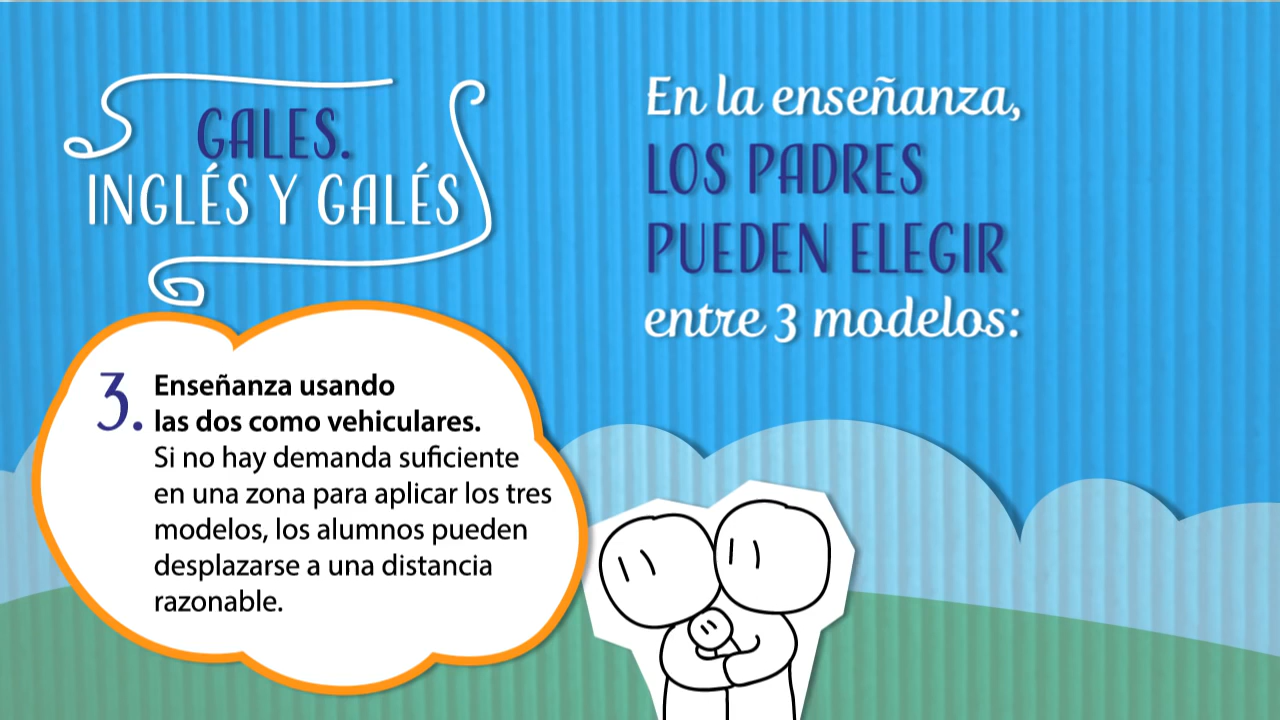 GALES.
INGLÉS Y GALÉS
En la enseñanza,
LOS PADRES
PUEDEN ELEGIR
entre 3 modelos:
3. Enseñanza usando
las dos como vehiculares.
Si no hay demanda suficiente
en una zona para aplicar los tres
modelos, los alumnos pueden
desplazarse a una distancia
razonable.